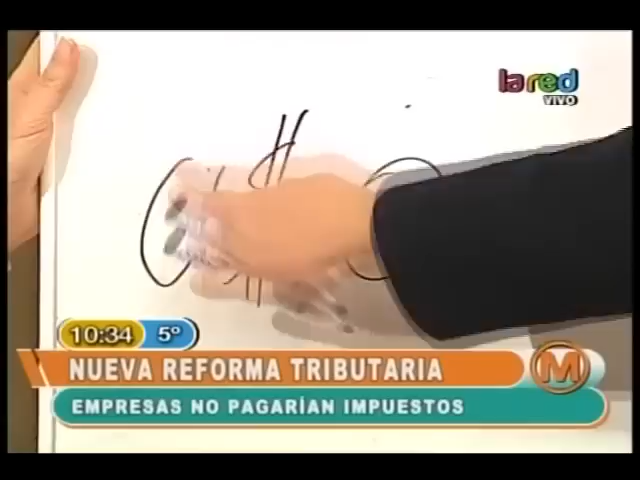 la red
VIVO
$
10:34 5°
NUEVA REFORMA TRIBUTARIA
M
EMPRESAS NO PAGARÍAN IMPUESTOS